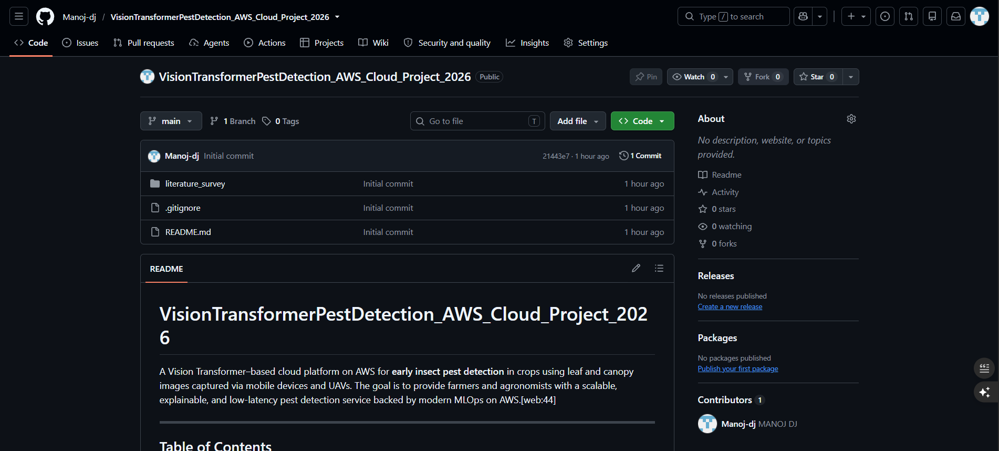 Manoj-dj / VisionTransformerPestDetection_AWS_Cloud_Project_2026
Type / to search
Code
Issues
Pull requests
Agents
Actions
Projects
Wiki
Security and quality
Insights
Settings
VisionTransformerPestDetection_AWS_Cloud_Project_2026 Public
Pin
Watch 0
Fork 0
Star 0
main
1 Branch
0 Tags
Go to file T
Add file
Code
Manoj-dj Initial commit 21443e7 · 1 hour ago 1 Commit
literature_survey Initial commit 1 hour ago
.gitignore Initial commit 1 hour ago
README.md Initial commit 1 hour ago
README
VisionTransformerPestDetection_AWS_Cloud_Project_202
6
A Vision Transformer–based cloud platform on AWS for early insect pest detection in crops using leaf and canopy
images captured via mobile devices and UAVs. The goal is to provide farmers and agronomists with a scalable,
explainable, and low-latency pest detection service backed by modern MLOps on AWS.[web:44]
Table of Contents
About
No description, website, or topics
provided.
Readme
Activity
0 stars
0 watching
0 forks
Releases
No releases published
Create a new release
Packages
No packages published
Publish your first package
Contributors 1
Manoj-dj MANOJ DJ